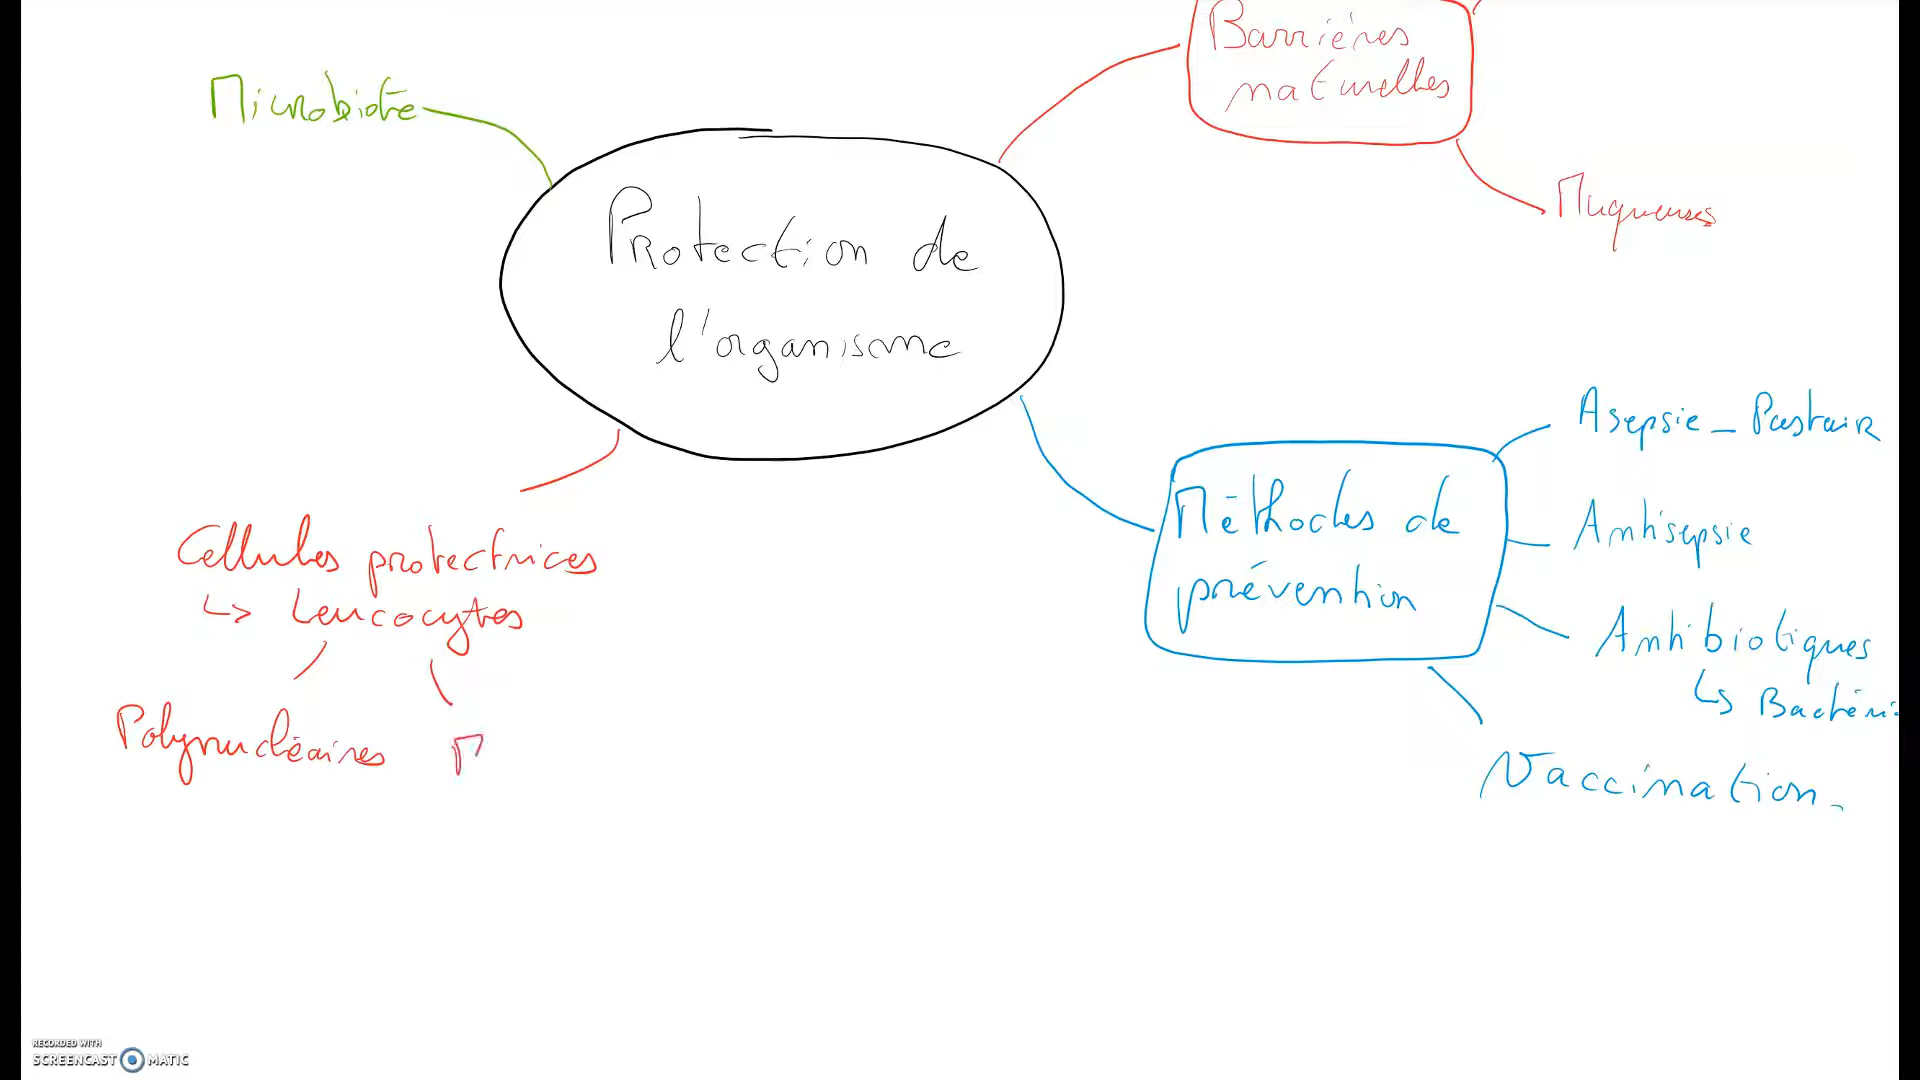 Barrières
naturelles
Microbiote
Muqueuses
Protection de
l'organisme
Asepsie - Pasteur
Méthodes de
prévention
Antisepsie
Antibiotiques
↳ Bactéri
Vaccination.
Cellules protectrices
↳ Leucocytes
Polynucléaires M
RECORDED WITH
SCREENCAST MATIC